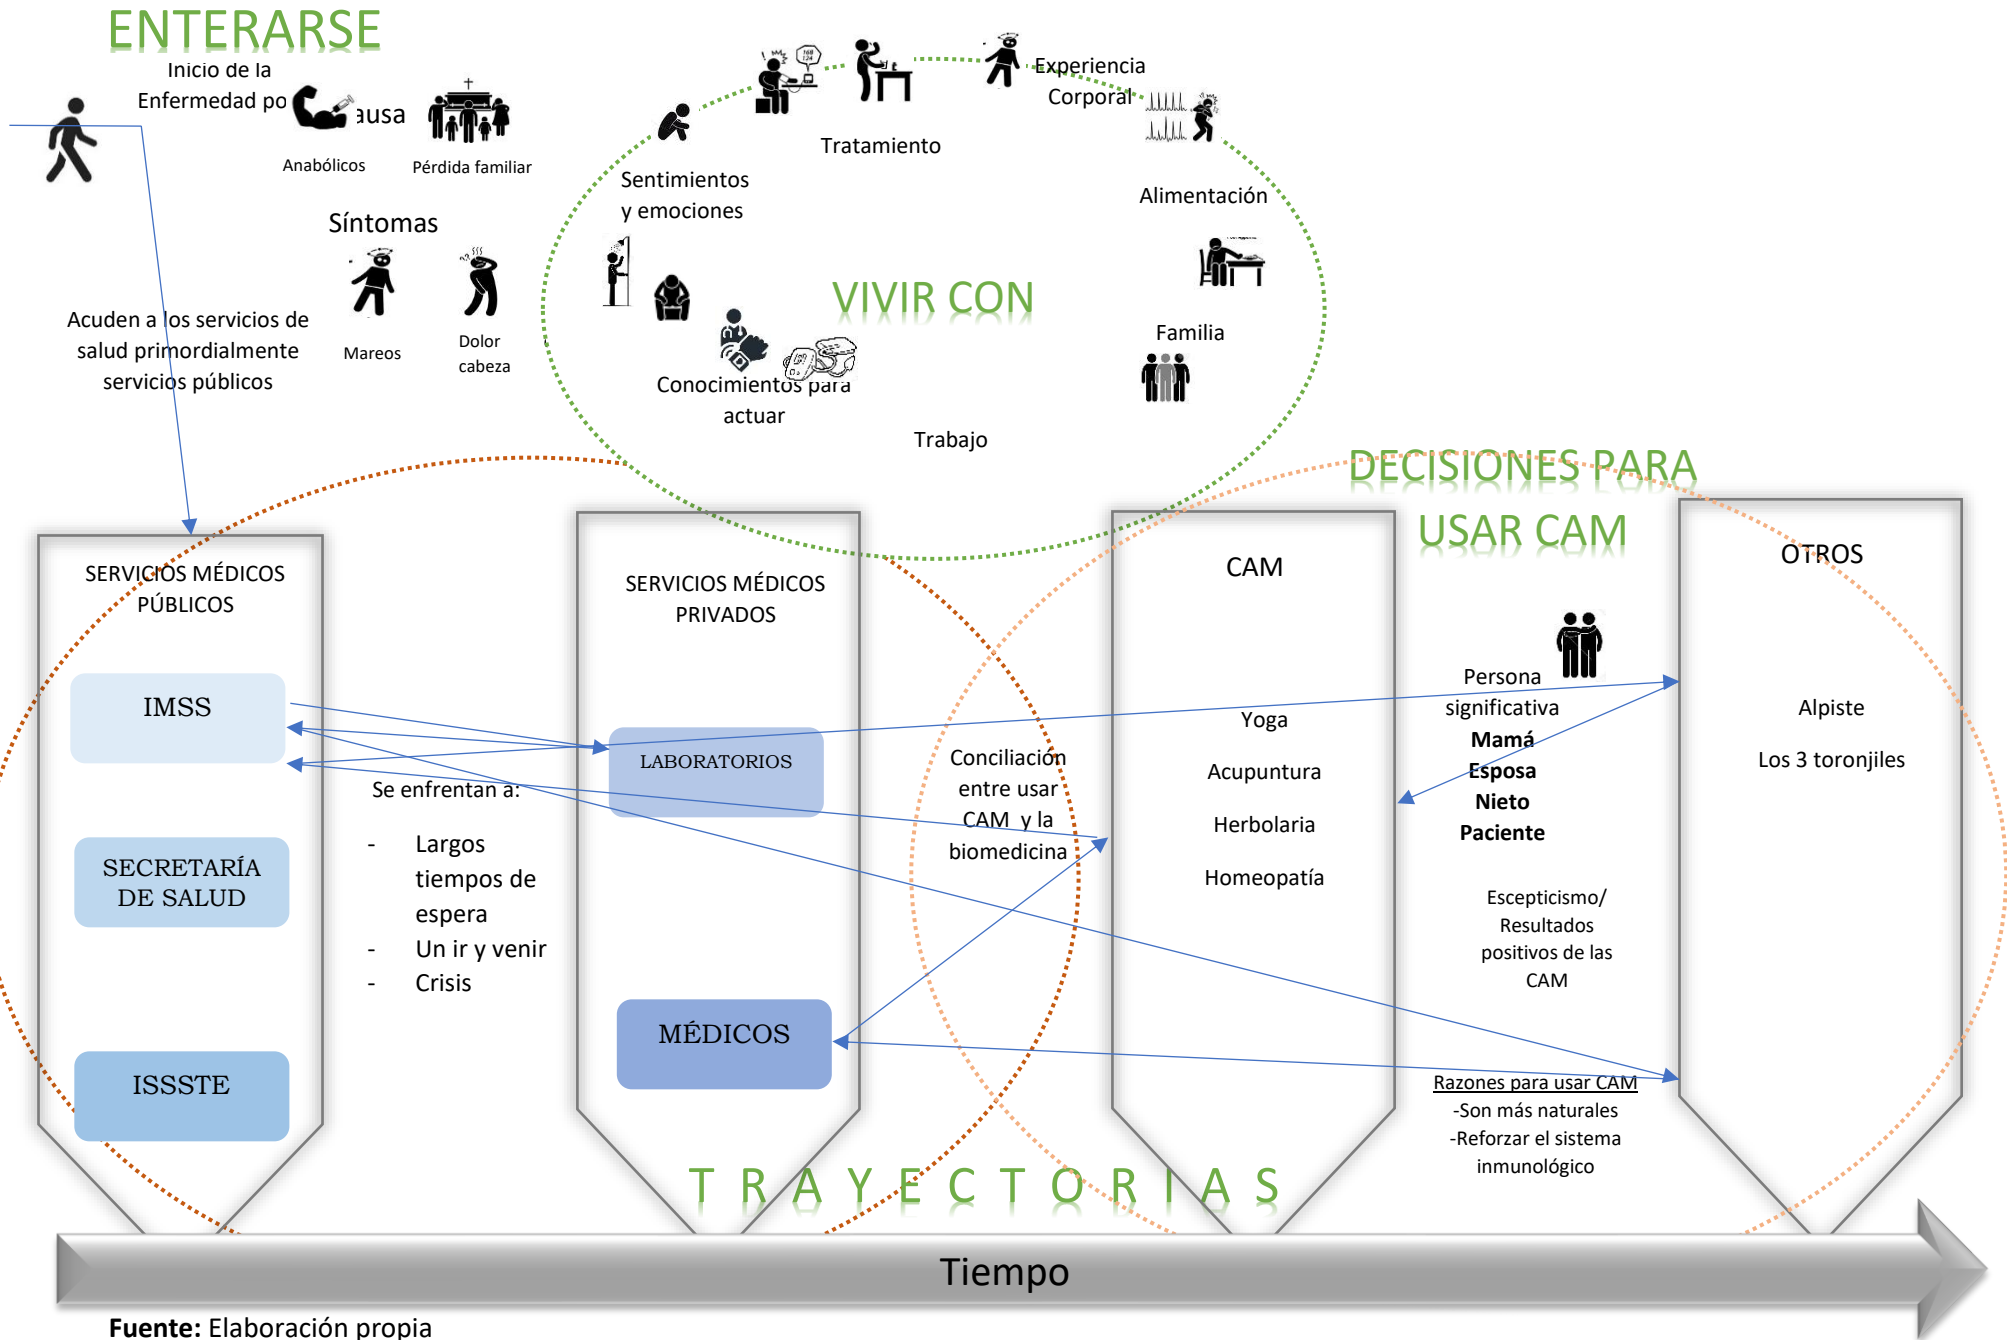 ENTERARSE
Inicio de la
Enfermedad po
ausa
Anabólicos
Pérdida familiar
Síntomas
Mareos
Dolor
cabeza
Acuden a los servicios de
salud primordialmente
servicios públicos
Experiencia
Corporal
Tratamiento
Sentimientos
y emociones
Alimentación
VIVIR CON
Familia
Conocimientos para
actuar
Trabajo
DECISIONES PARA
USAR CAM
SERVICIOS MÉDICOS
PÚBLICOS
IMSS
SECRETARÍA
DE SALUD
ISSSTE
Se enfrentan a:
- Largos
tiempos de
espera
- Un ir y venir
- Crisis
SERVICIOS MÉDICOS
PRIVADOS
LABORATORIOS
MÉDICOS
Conciliación
entre usar
CAM y la
biomedicina
CAM
Yoga
Acupuntura
Herbolaria
Homeopatía
Persona
significativa
Mamá
Esposa
Nieto
Paciente
Escepticismo/
Resultados
positivos de las
CAM
Razones para usar CAM
-Son más naturales
-Reforzar el sistema
inmunológico
OTROS
Alpiste
Los 3 toronjiles
TRAYECTORIAS
Tiempo
Fuente: Elaboración propia